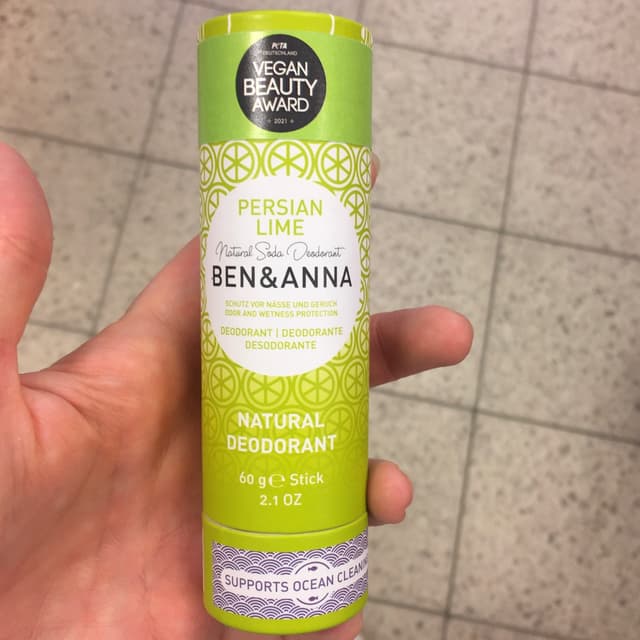 PETA
DEUTSCHLAND
VEGAN
BEAUTY
AWARD
2021
PERSIAN
LIME
Natural Soda Deodorant
BEN&ANNA
SCHUTZ VOR NÄSSE UND GERUCH
ODOR AND WETNESS PROTECTION
DEODORANT | DEODORANTE
DESODORANTE
NATURAL
DEODORANT
60 g ℮ Stick
2.1 OZ
SUPPORTS OCEAN CLEANING